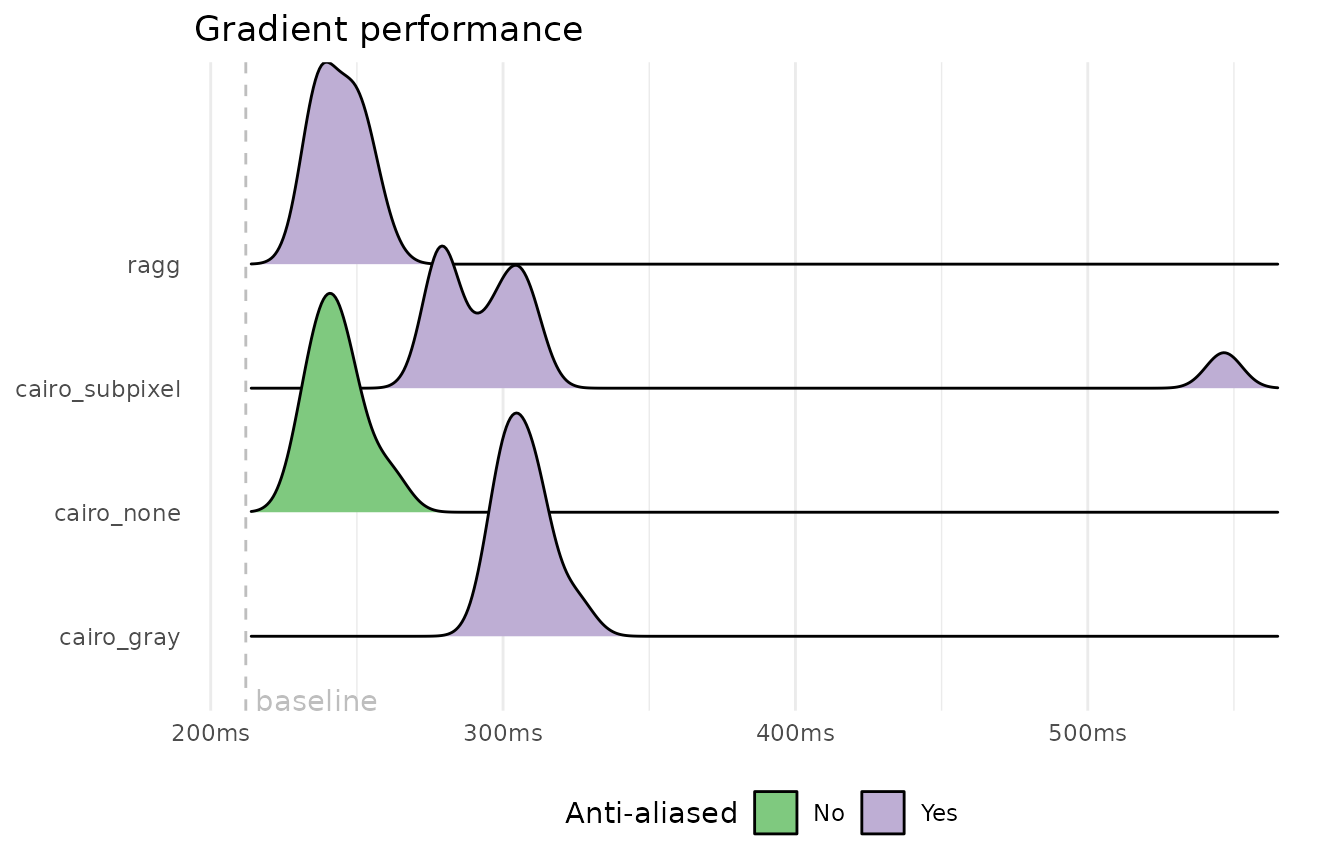 Gradient performance
ragg
cairo_subpixel
cairo_none
cairo_gray
baseline
200ms 300ms 400ms 500ms
Anti-aliased No Yes